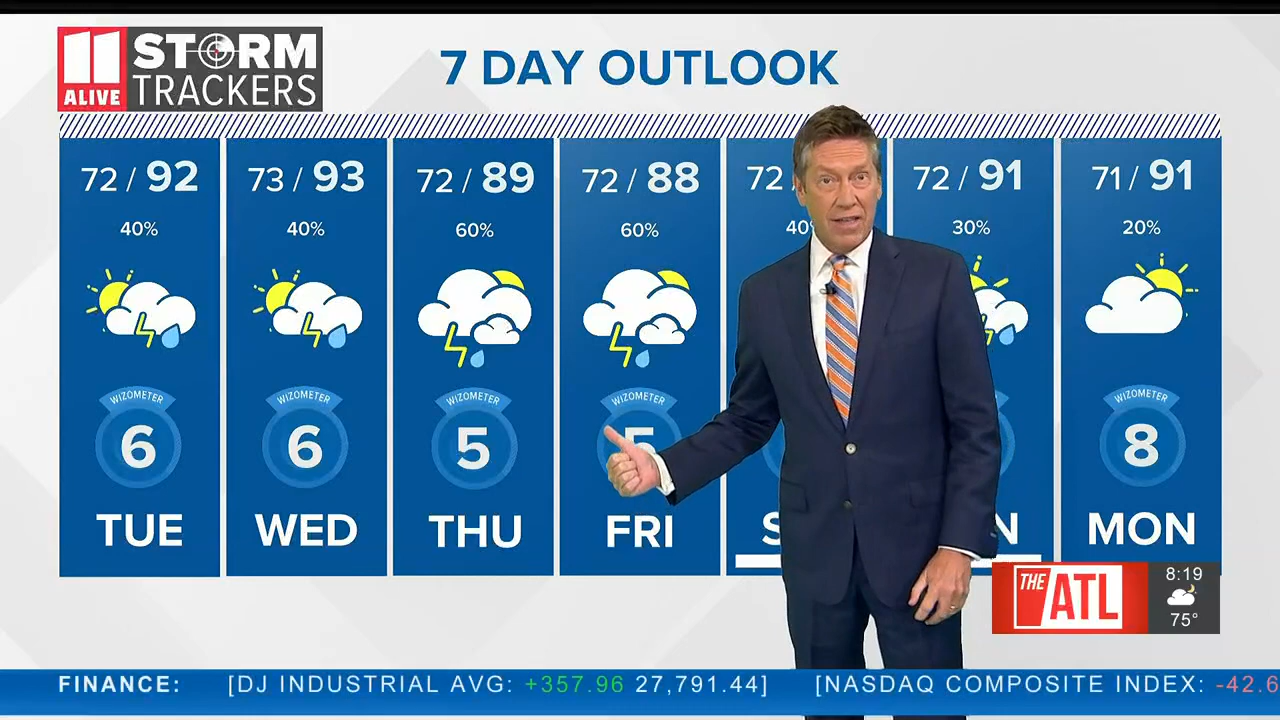 11 ALIVE STORM TRACKERS
7 DAY OUTLOOK
72 / 92
40%
WIZOMETER
6
TUE
73 / 93
40%
WIZOMETER
6
WED
72 / 89
60%
WIZOMETER
5
THU
72 / 88
60%
WIZOMETER
5
FRI
72
72 / 91
30%
71 / 91
20%
WIZOMETER
8
MON
THE ATL
8:19
75°
FINANCE: [DJ INDUSTRIAL AVG: +357.96 27,791.44] [NASDAQ COMPOSITE INDEX: -42.6